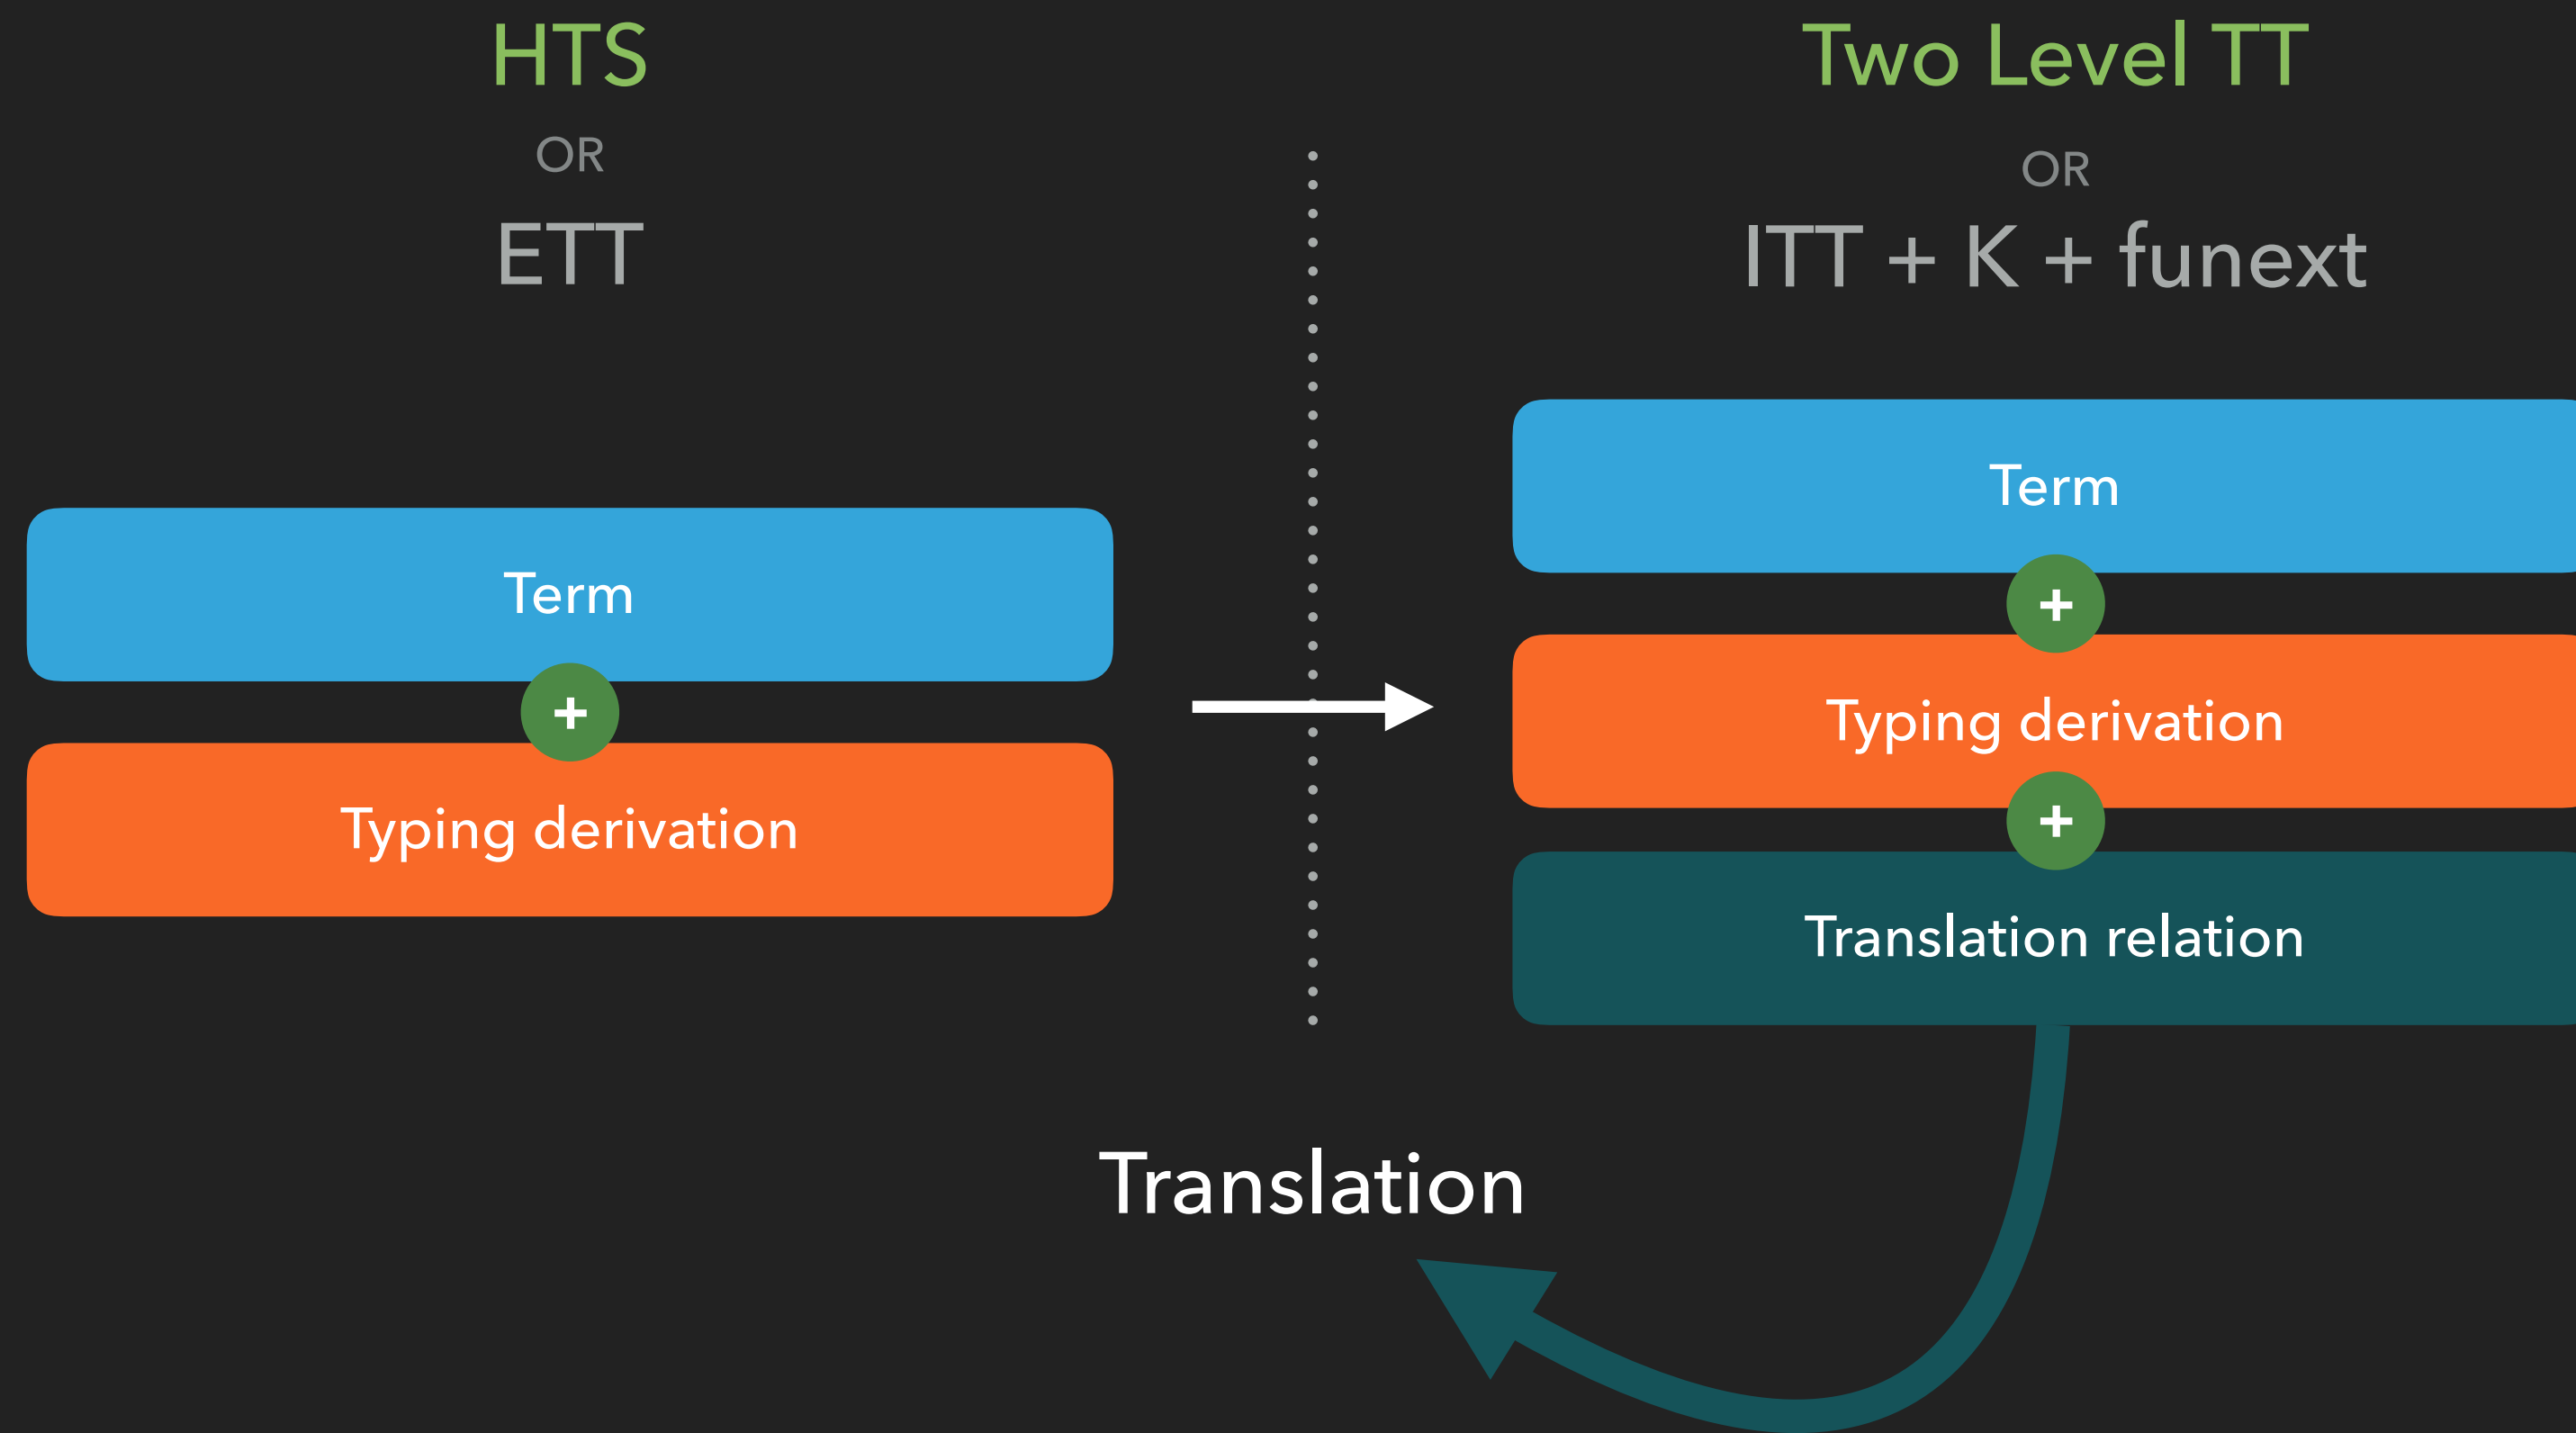 HTS
OR
ETT
Term
+
Typing derivation
Two Level TT
OR
ITT + K + funext
Term
+
Typing derivation
+
Translation relation
Translation